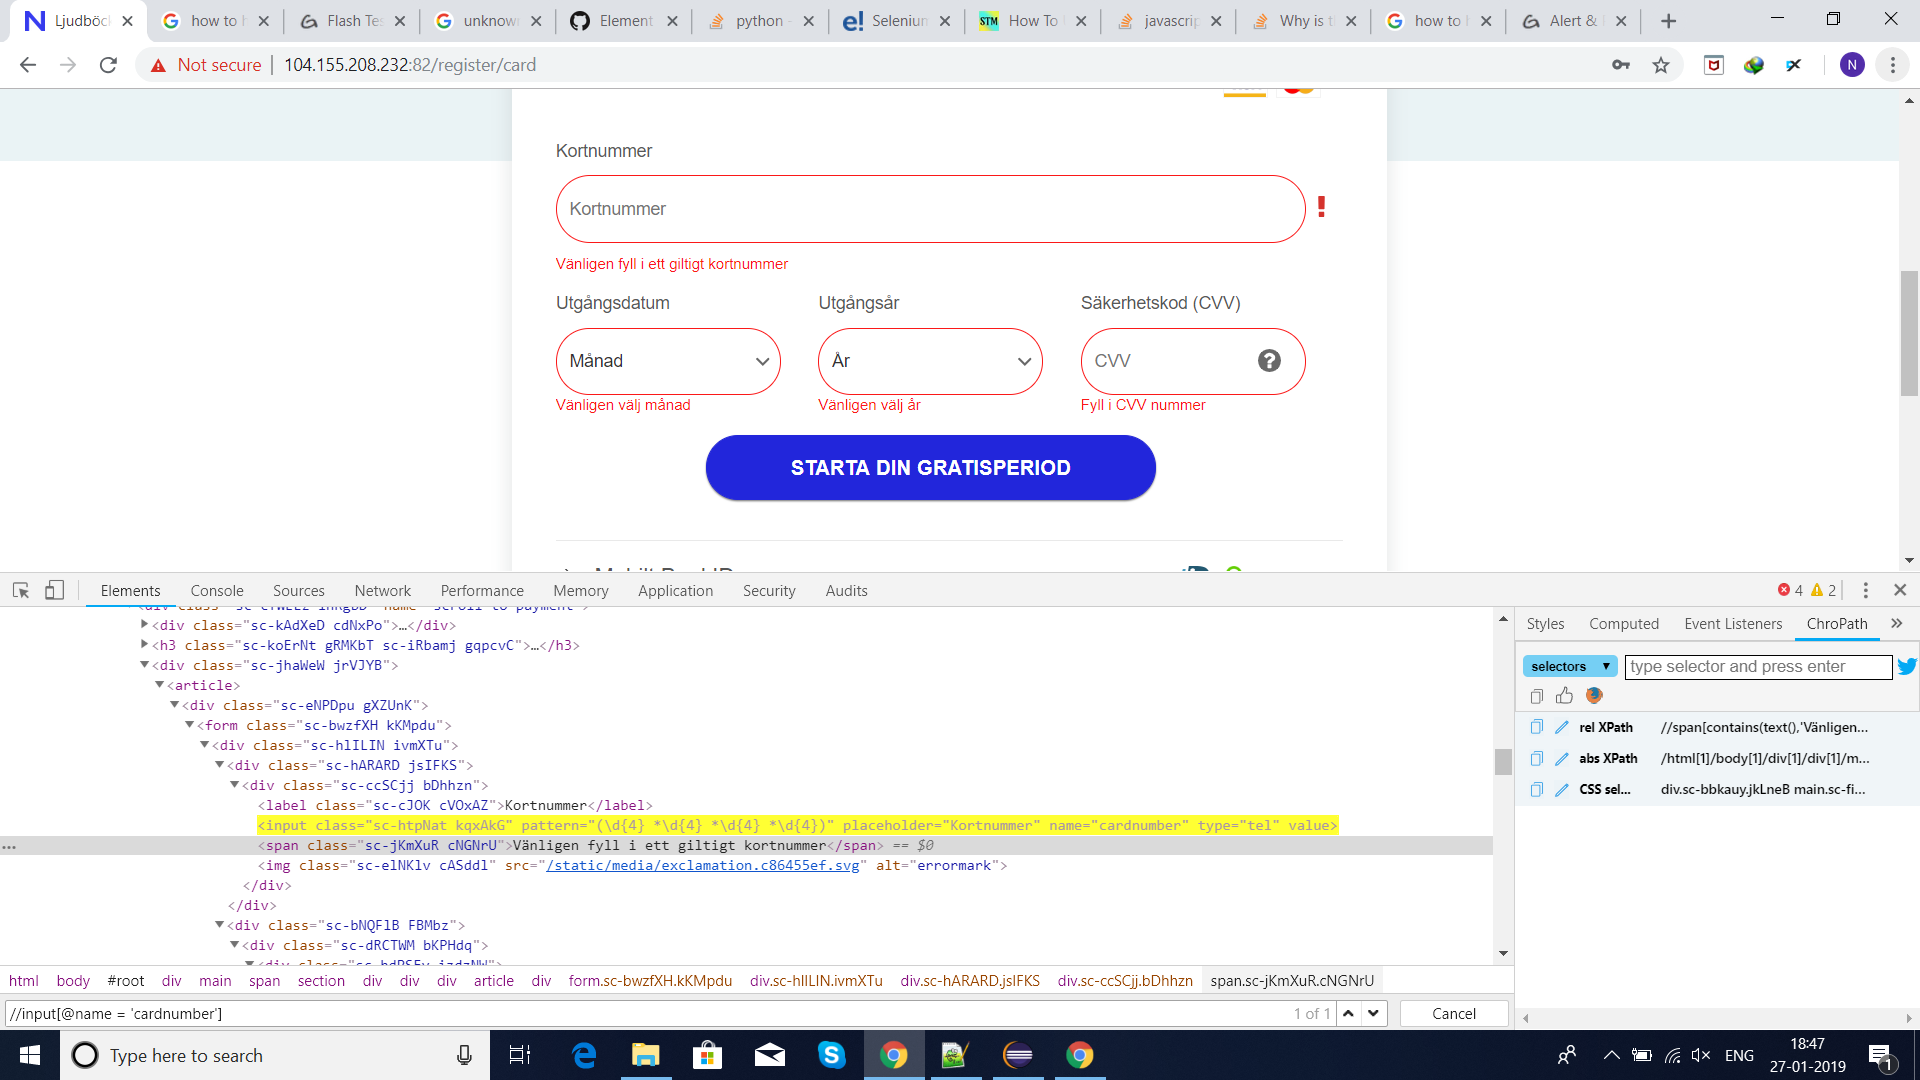 Ljudböck
how to h
Flash Tes
unknown
Element
python -
Selenium
How To
javascrip
Why is th
how to h
Alert &
Not secure
104.155.208.232:82/register/card
N
Kortnummer
Kortnummer
Vänligen fyll i ett giltigt kortnummer
Utgångsdatum Utgångsår Säkerhetskod (CVV)
Månad År CVV
Vänligen välj månad Vänligen välj år Fyll i CVV nummer
STARTA DIN GRATISPERIOD
Elements Console Sources Network Performance Memory Application Security Audits 4 2
<div class="sc-kAdXeD cdNxPo">…</div>
<h3 class="sc-koErNt gRMKbT sc-iRbamj gqpcvC">…</h3>
<div class="sc-jhaWeW jrVJYB">
<article>
<div class="sc-eNPDpu gXZUnK">
<form class="sc-bwzfXH kKMpdu">
<div class="sc-hlILIN ivmXTu">
<div class="sc-hARARD jsIFKS">
<div class="sc-ccSCjj bDhhzn">
<label class="sc-cJOK cVOxAZ">Kortnummer</label>
<input class="sc-htpNat kqxAkG" pattern="(\d{4} *\d{4} *\d{4} *\d{4})" placeholder="Kortnummer" name="cardnumber" type="tel" value>
<span class="sc-jKmXuR cNGNrU">Vänligen fyll i ett giltigt kortnummer</span> == $0
<img class="sc-elNKlv cASddl" src="/static/media/exclamation.c86455ef.svg" alt="errormark">
</div>
</div>
<div class="sc-bNQFlB FBMbz">
<div class="sc-dRCTWM bKPHdq">
html body #root div main span section div div div article div form.sc-bwzfXH.kKMpdu div.sc-hlILIN.ivmXTu div.sc-hARARD.jsIFKS div.sc-ccSCjj.bDhhzn span.sc-jKmXuR.cNGNrU
//input[@name = 'cardnumber'] 1 of 1 Cancel
Styles Computed Event Listeners ChroPath
selectors type selector and press enter
rel XPath //span[contains(text(),'Vänligen...
abs XPath /html[1]/body[1]/div[1]/div[1]/m...
CSS sel... div.sc-bbkauy.jkLneB main.sc-fi...
Type here to search
ENG
18:47
27-01-2019
1